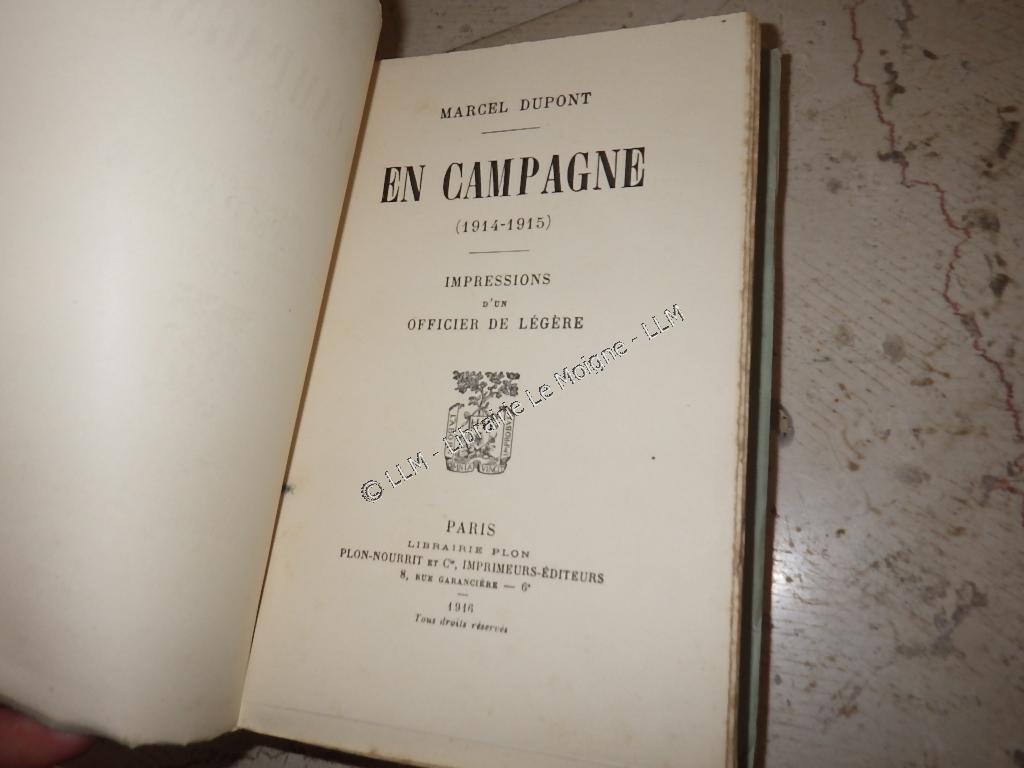 MARCEL DUPONT
EN CAMPAGNE
(1914-1915)
IMPRESSIONS
D'UN
OFFICIER DE LÉGÈRE
© LLM - Librairie Le Moigne - LLM
PARIS
LIBRAIRIE PLON
PLON-NOURRIT ET Cie, IMPRIMEURS-ÉDITEURS
8, RUE GARANCIÈRE — 6e
1916
Tous droits réservés